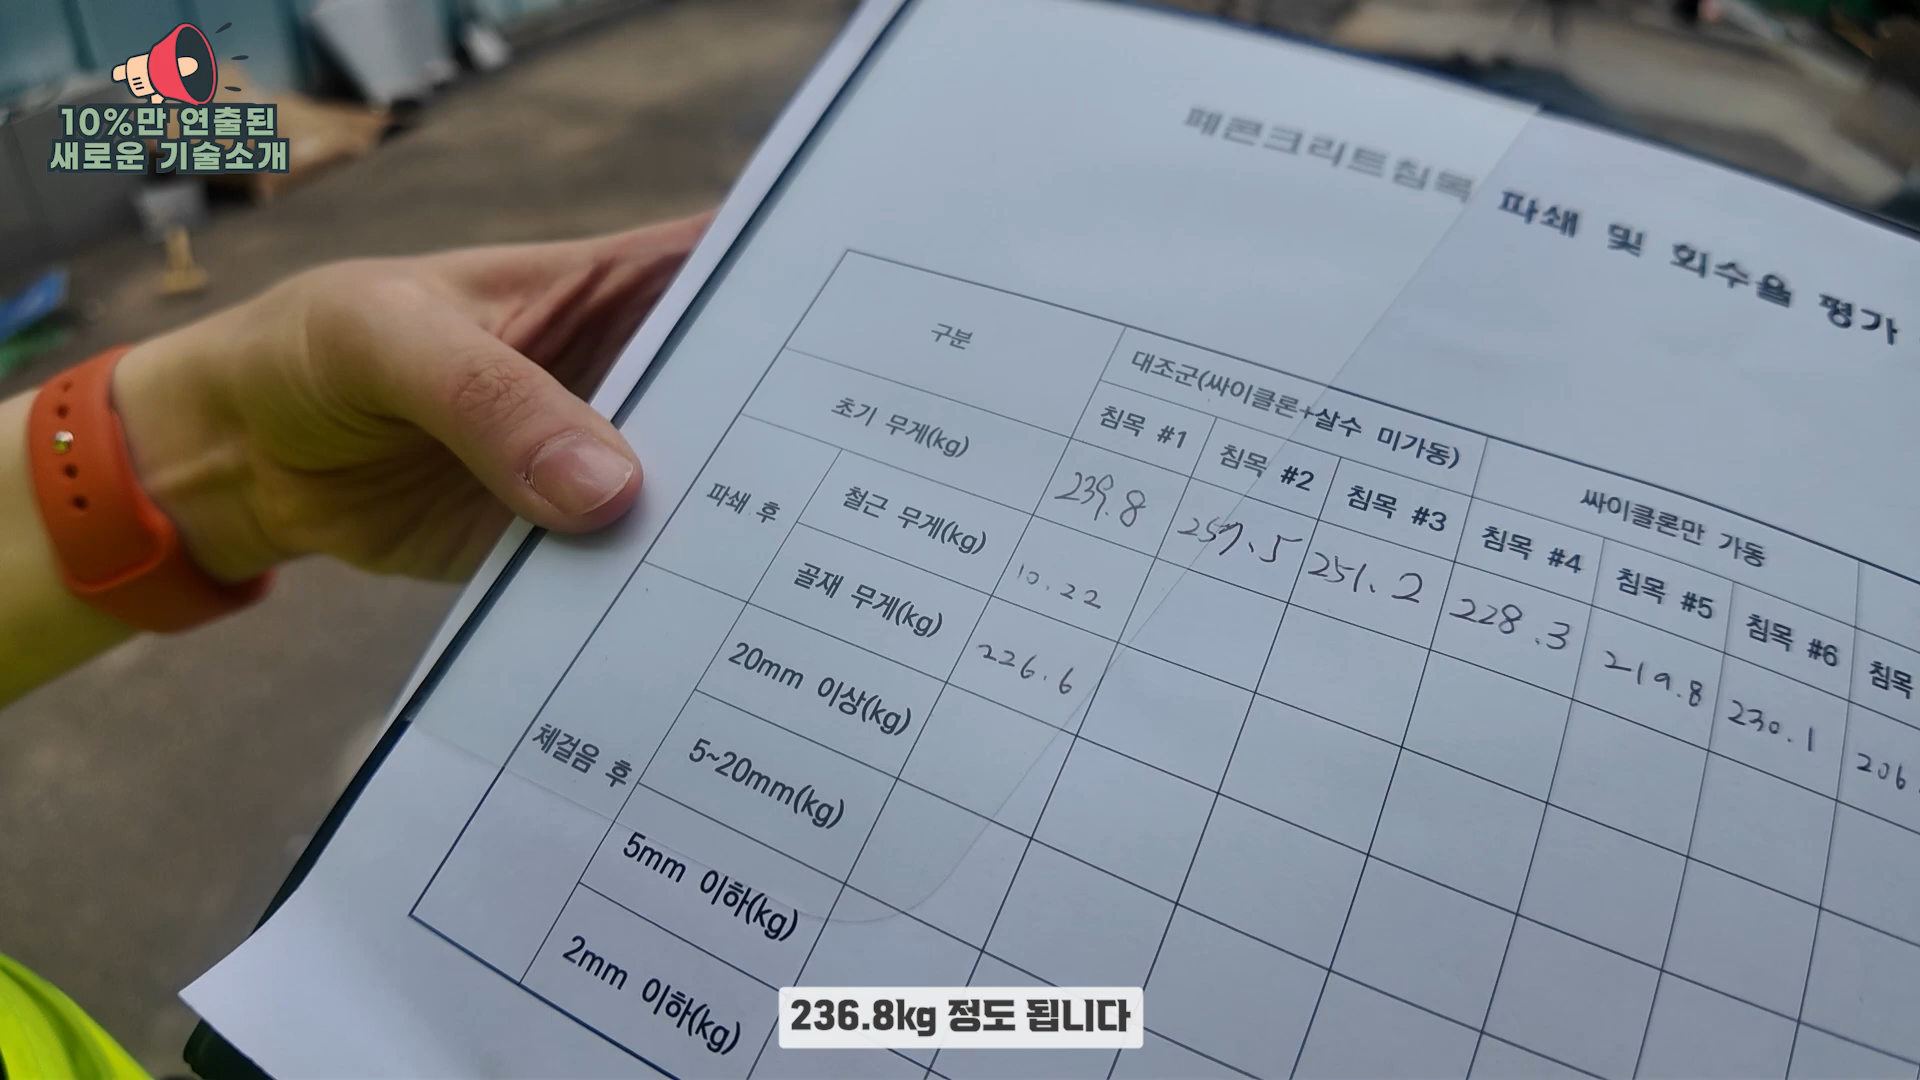 10%만 연출된
새로운 기술소개
폐콘크리트침목 파쇄 및 회수율 평가
구분
대조군(싸이클론+살수 미가동)
싸이클론만 가동
침목 #1
침목 #2
침목 #3
침목 #4
침목 #5
침목 #6
침목
초기 무게(kg)
239.8
257.5
251.2
228.3
219.8
230.1
206.
파쇄 후
철근 무게(kg)
10.22
골재 무게(kg)
226.6
체걸음 후
20mm 이상(kg)
5~20mm(kg)
5mm 이하(kg)
2mm 이하(kg)
236.8kg 정도 됩니다